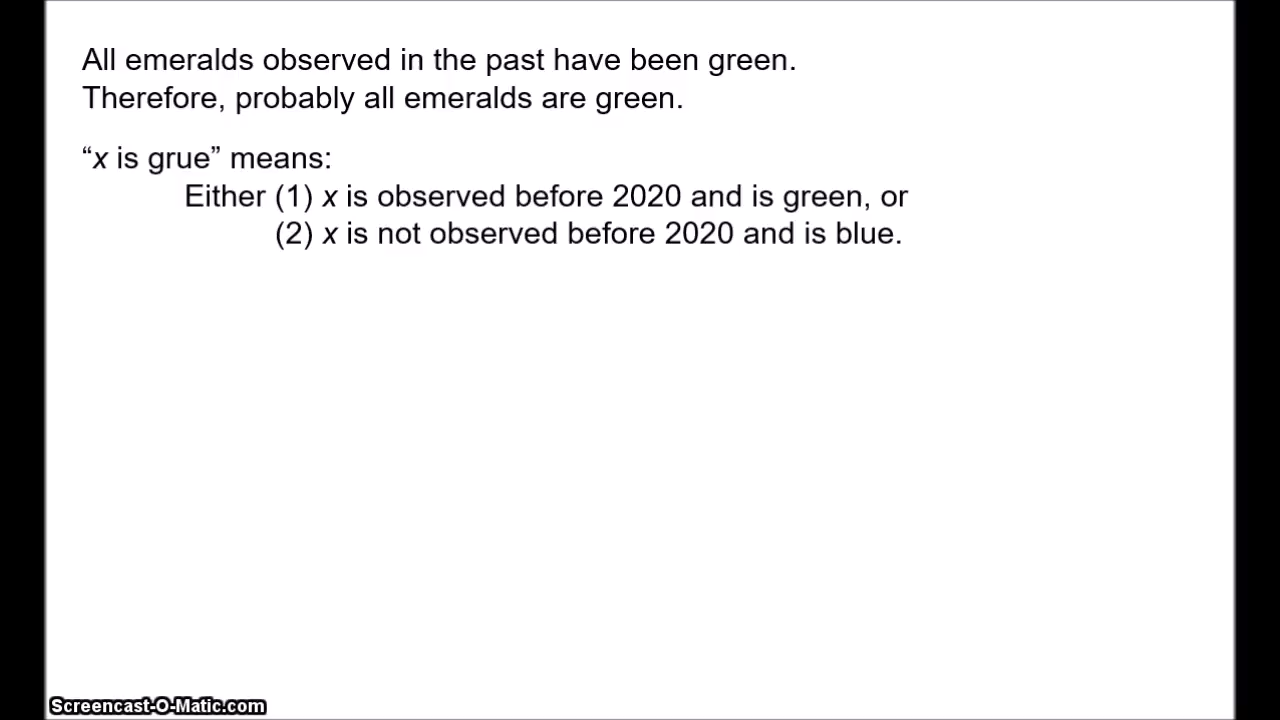 All emeralds observed in the past have been green.
Therefore, probably all emeralds are green.
“x is grue” means:
Either (1) x is observed before 2020 and is green, or
(2) x is not observed before 2020 and is blue.
Screencast-O-Matic.com